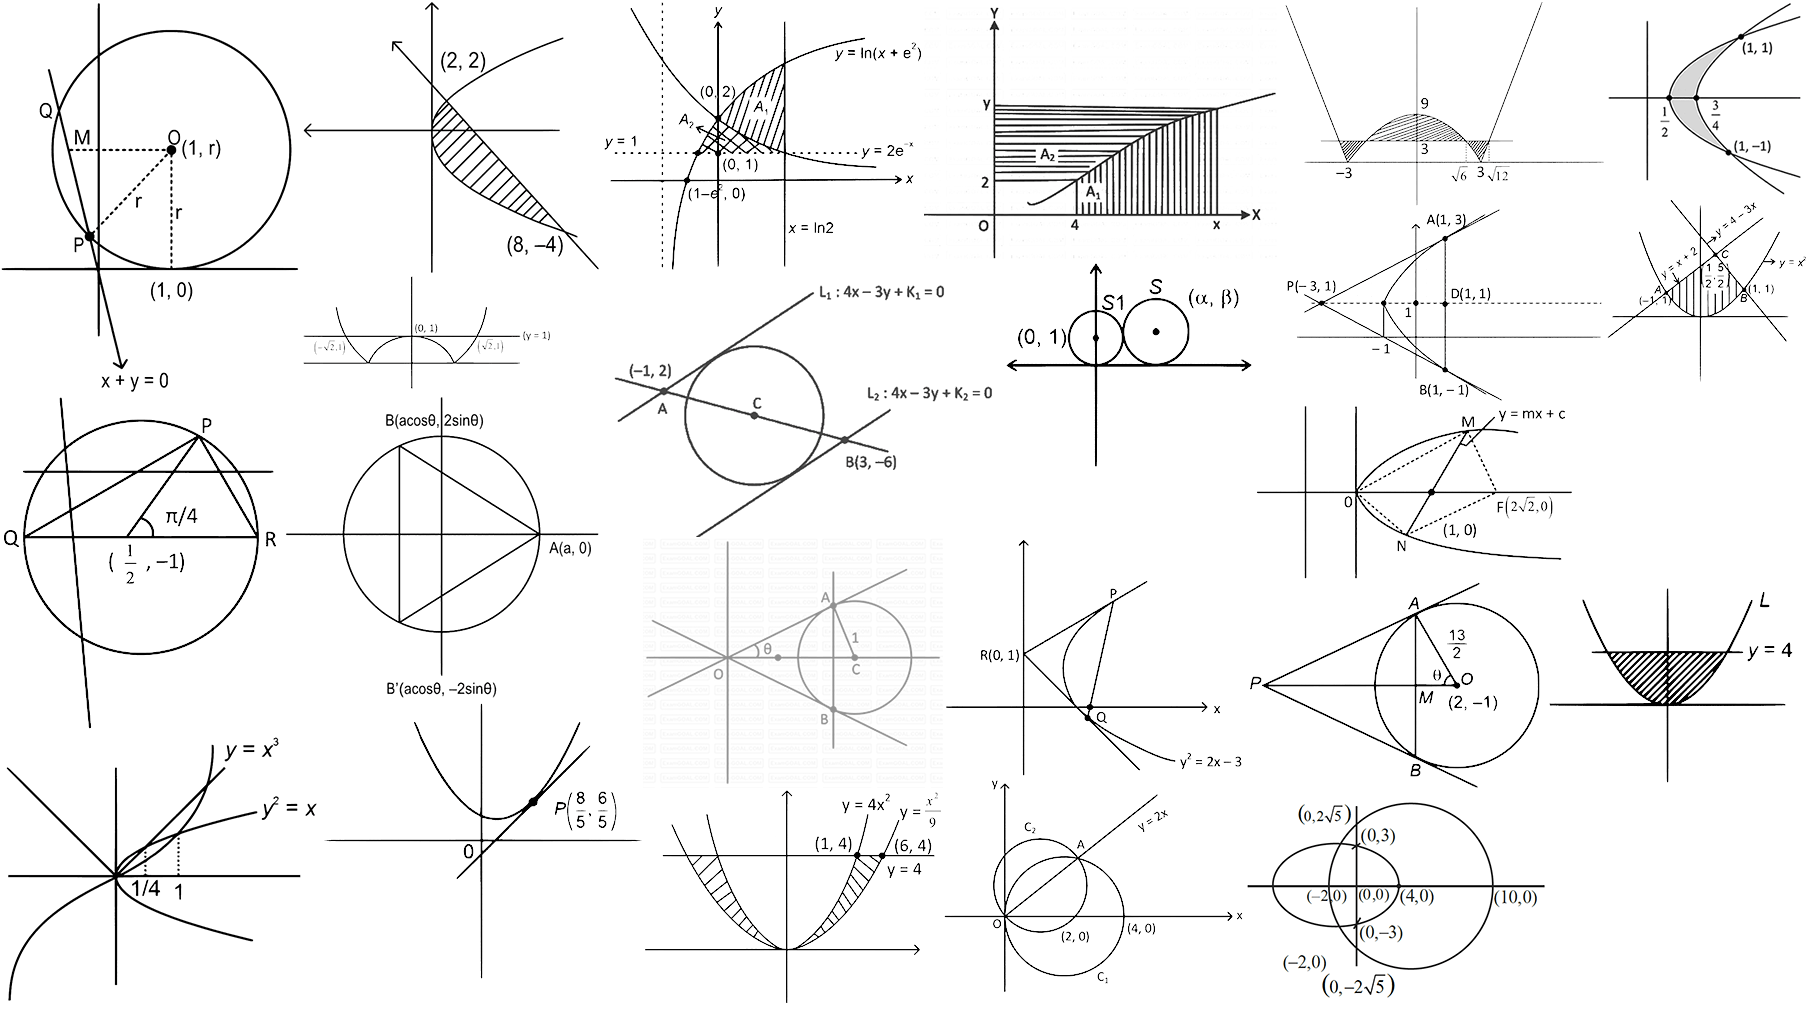 Q
M
O
(1, r)
r
r
P
(1, 0)
x + y = 0
(2, 2)
(8, –4)
y
y = ln(x + e²)
(0, 2)
A₁
A₂
y = 1
(0, 1)
y = 2e⁻ˣ
x
(1–e², 0)
x = ln2
Y
y
A₂
2
A₁
O
4
x
X
9
3
–3
√6
3
√12
(1, 1)
1/2
3/4
(1, –1)
(0, 1)
(y = 1)
(–√2,1)
(√2,1)
L₁ : 4x – 3y + K₁ = 0
(–1, 2)
A
C
L₂ : 4x – 3y + K₂ = 0
B(3, –6)
S1
S
(α, β)
(0, 1)
A(1, 3)
P(– 3, 1)
D(1, 1)
1
– 1
B(1, – 1)
y = 4 – 3x
y = x + 2
C
(1/2, 5/2)
y = x²
A
(–1, 1)
B
(1, 1)
P
π/4
Q
R
(1/2, –1)
B(acosθ, 2sinθ)
A(a, 0)
B'(acosθ, –2sinθ)
y = mx + c
M
0
F(2√2,0)
(1, 0)
N
A
θ
1
O
C
B
P
R(0, 1)
Q
x
y² = 2x – 3
A
13/2
P
θ
O
M
(2, –1)
B
L
y = 4
y = x³
y² = x
1/4
1
P(8/5, 6/5)
0
y = 4x²
y = x²/9
(1, 4)
(6, 4)
y = 4
y
C₂
y = 2x
A
O
(2, 0)
(4, 0)
x
C₁
(0,2√5)
(0,3)
(–2,0)
(0,0)
(4,0)
(10,0)
(0,–3)
(–2,0)
(0,–2√5)